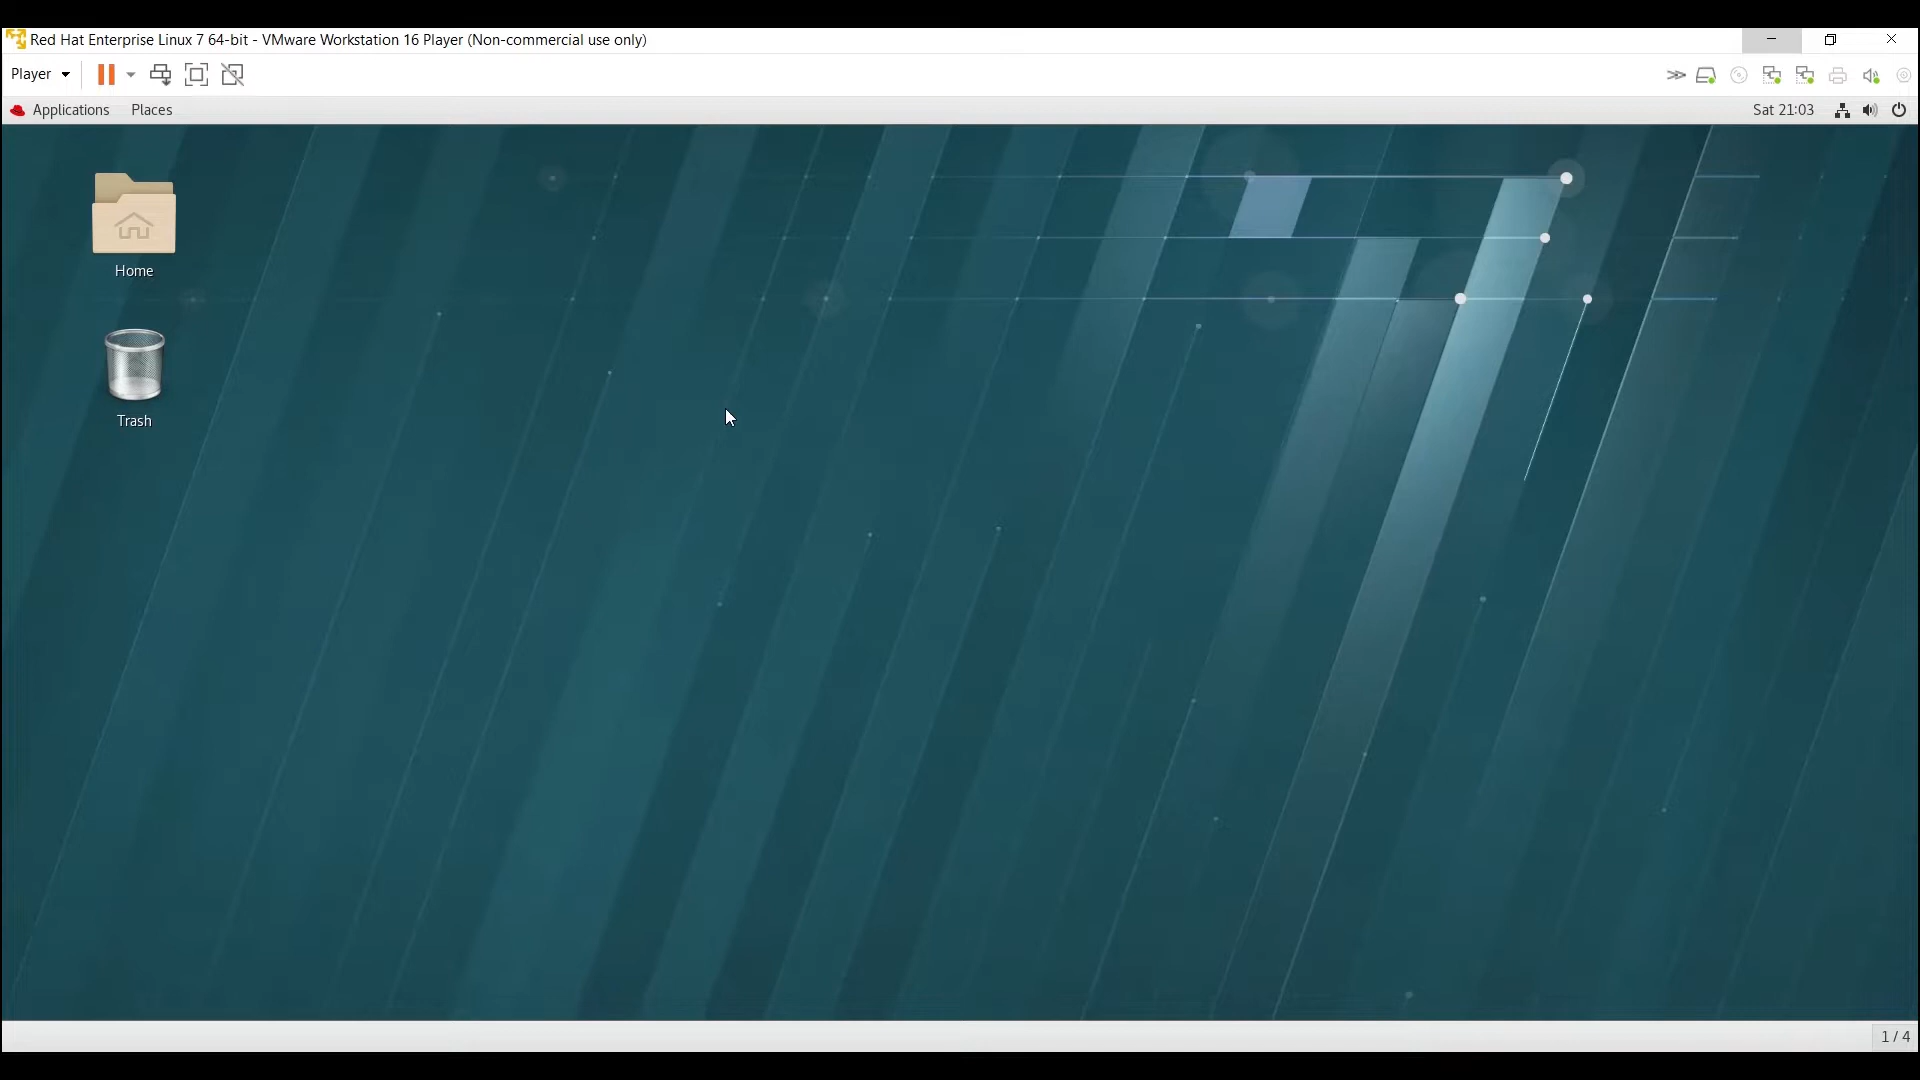 Red Hat Enterprise Linux 7 64-bit - VMware Workstation 16 Player (Non-commercial use only)
Player
Applications Places Sat 21:03
Home
Trash
1 / 4